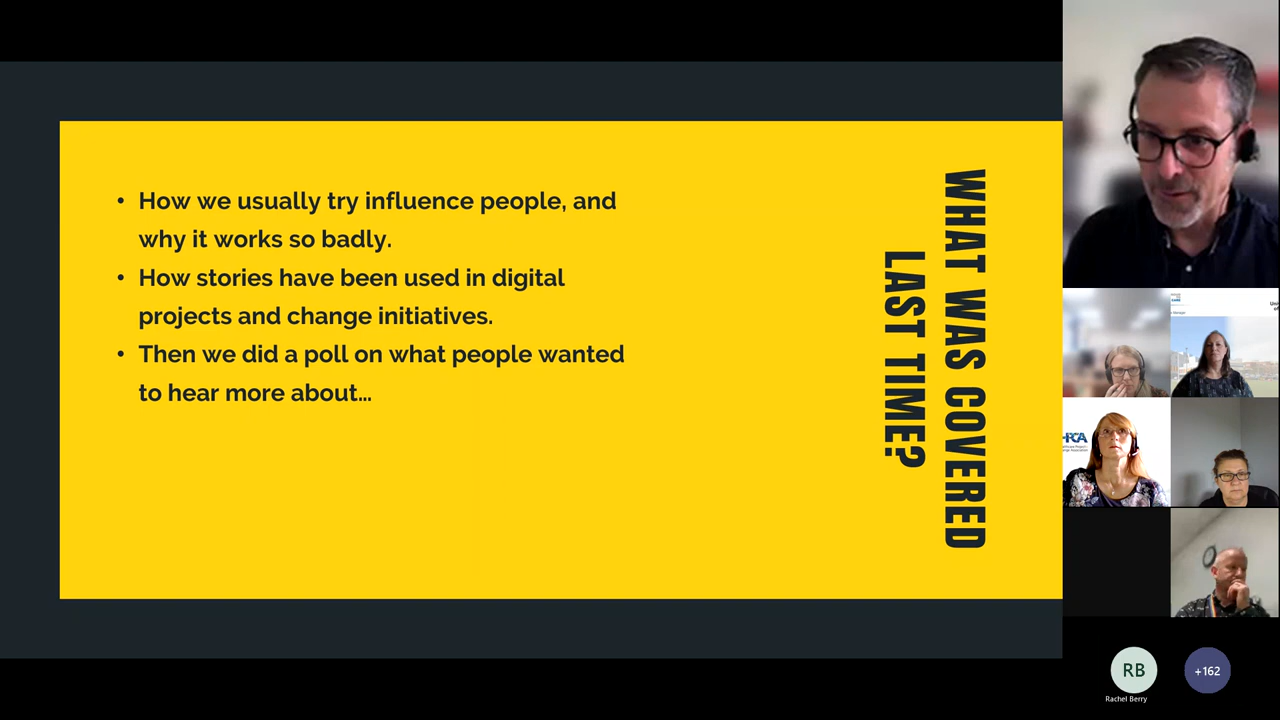 • How we usually try influence people, and
why it works so badly.
• How stories have been used in digital
projects and change initiatives.
• Then we did a poll on what people wanted
to hear more about...
WHAT WAS COVERED
LAST TIME?
RB
+162
Rachel Berry